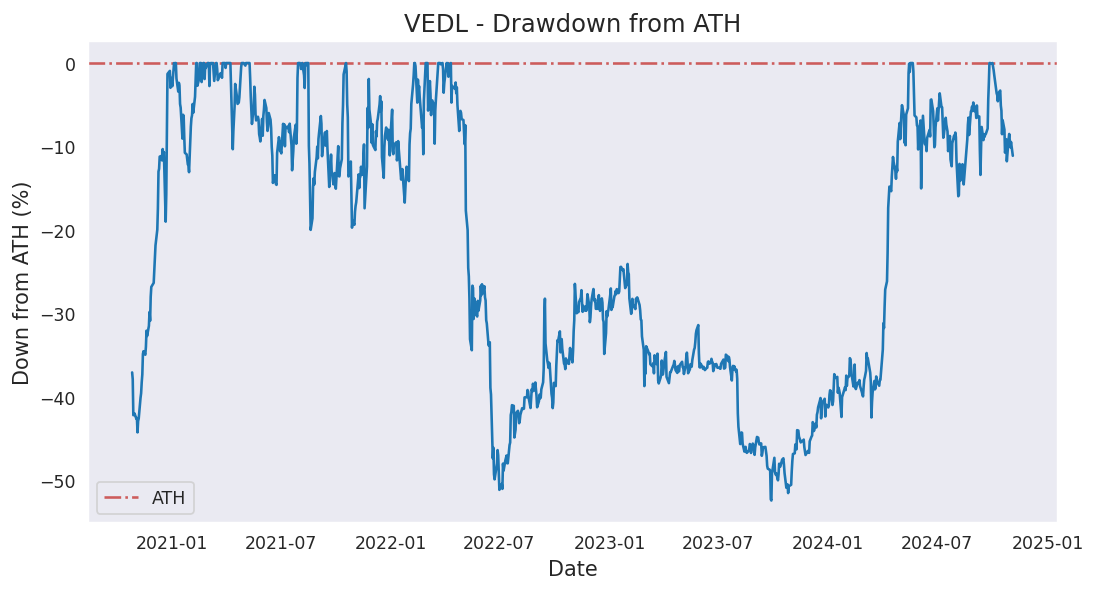 VEDL - Drawdown from ATH
Down from ATH (%)
0
−10
−20
−30
−40
−50
ATH
2021-01 2021-07 2022-01 2022-07 2023-01 2023-07 2024-01 2024-07 2025-01
Date